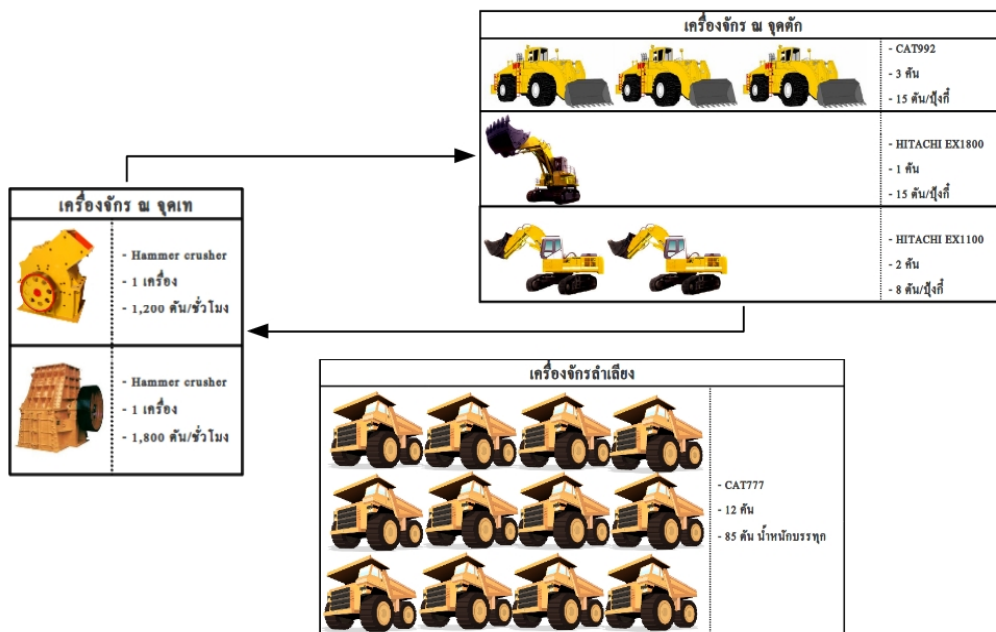 เครื่องจักร ณ จุดตัก
- CAT992
- 3 คัน
- 15 ตัน/ปุ้งกี๋
- HITACHI EX1800
- 1 คัน
- 15 ตัน/ปุ้งกี๋
- HITACHI EX1100
- 2 คัน
- 8 ตัน/ปุ้งกี๋
เครื่องจักร ณ จุดเท
- Hammer crusher
- 1 เครื่อง
- 1,200 ตัน/ชั่วโมง
- Hammer crusher
- 1 เครื่อง
- 1,800 ตัน/ชั่วโมง
เครื่องจักรลำเลียง
- CAT777
- 12 คัน
- 85 ตัน น้ำหนักบรรทุก